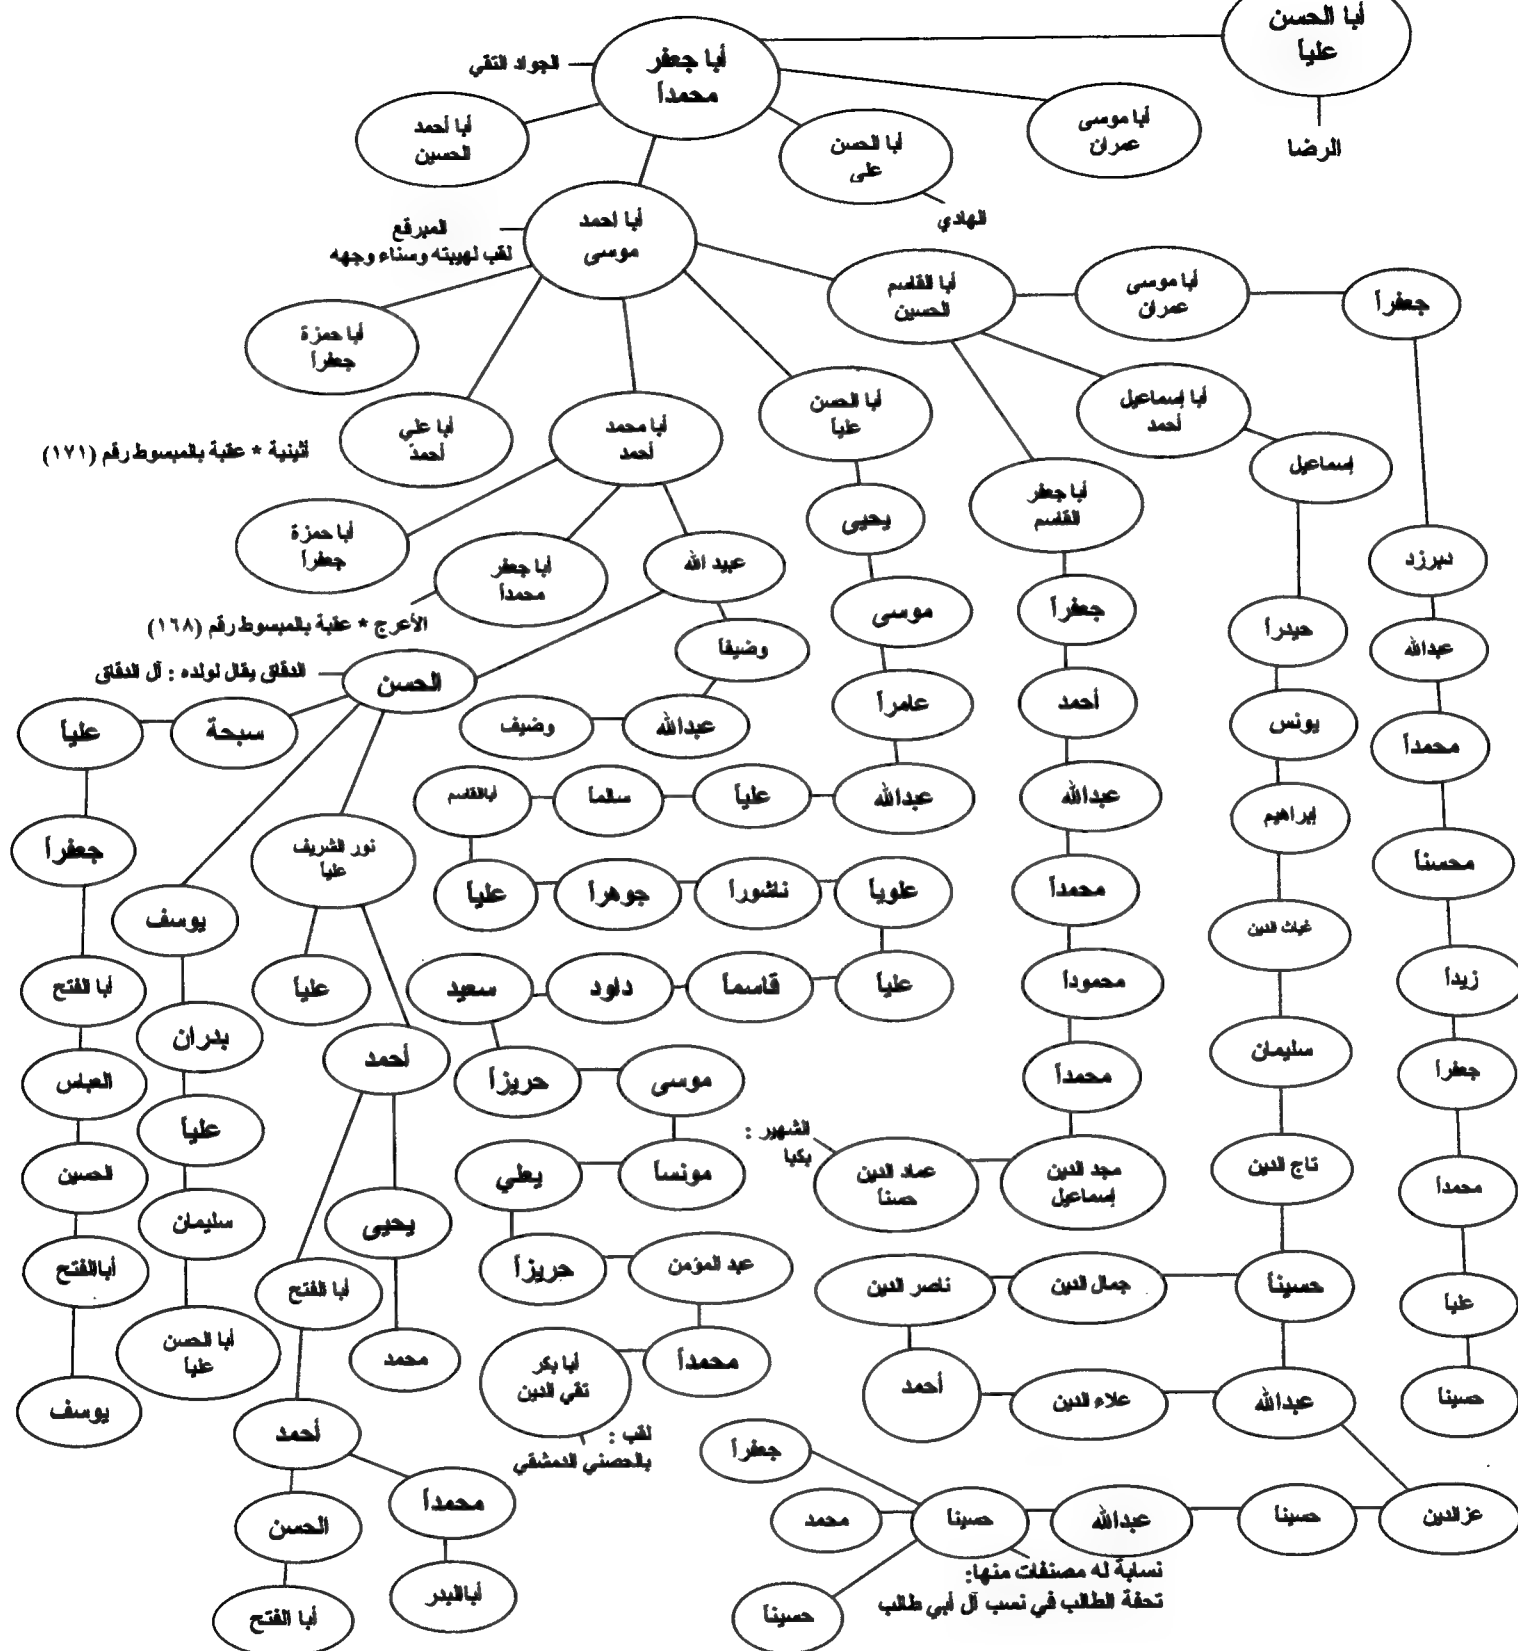 أبا الحسن
علياً
الرضا
أبا جعفر
محمداً
الجواد التقي
أبا موسى
عمران
أبا الحسن
على
الهادي
أبا أحمد
الحسين
أبا أحمد
موسى
المبرقع
لقب لهيبته وسناء وجهه
أبا القاسم
الحسين
أبا موسى
عمران
جعفراً
أبا حمزة
جعفراً
أبا علي
أحمد
أثينية * عقبة بالمبسوط رقم (١٧١)
أبا محمد
أحمد
أبا الحسن
علياً
أبا إسماعيل
أحمد
إسماعيل
أبا جعفر
القاسم
يحيى
أبا حمزة
جعفراً
أبا جعفر
محمداً
الأعرج * عقبة بالمبسوط رقم (١٦٨)
عبيد الله
ديرزد
جعفراً
موسى
حيدراً
عبدالله
وضيفا
الحسن
الدقاق يقال لولده : آل الدقاق
أحمد
عامراً
يونس
محمداً
عبدالله
وضيف
سبحة
علياً
عبدالله
عبدالله
علياً
سالماً
أباالقاسم
إبراهيم
محسناً
جعفراً
نور الشريف
علياً
محمداً
علوياً
ناشوراً
جوهراً
علياً
غياث الدين
يوسف
زيداً
محموداً
علياً
قاسماً
داود
سعيد
علياً
أبا الفتح
سليمان
بدران
أحمد
جعفراً
محمداً
موسى
حريزاً
العباس
علياً
الشهير :
بكبا
مجد الدين
إسماعيل
عماد الدين
حسناً
تاج الدين
محمداً
مونساً
يعلي
الحسين
سليمان
يحيى
عبد المؤمن
حريزاً
أباالفتح
أبا الفتح
حسيناً
جمال الدين
ناصر الدين
علياً
أبا الحسن
علياً
محمد
محمداً
أبا بكر
تقي الدين
لقب :
بالحصني الدمشقي
أحمد
علاء الدين
عبدالله
حسينا
يوسف
أحمد
محمداً
الحسن
أباالبدر
أبا الفتح
عزالدين
حسينا
عبدالله
حسينا
نسابة له مصنفات منها:
تحفة الطالب في نسب آل أبي طالب
جعفراً
محمد
حسيناً